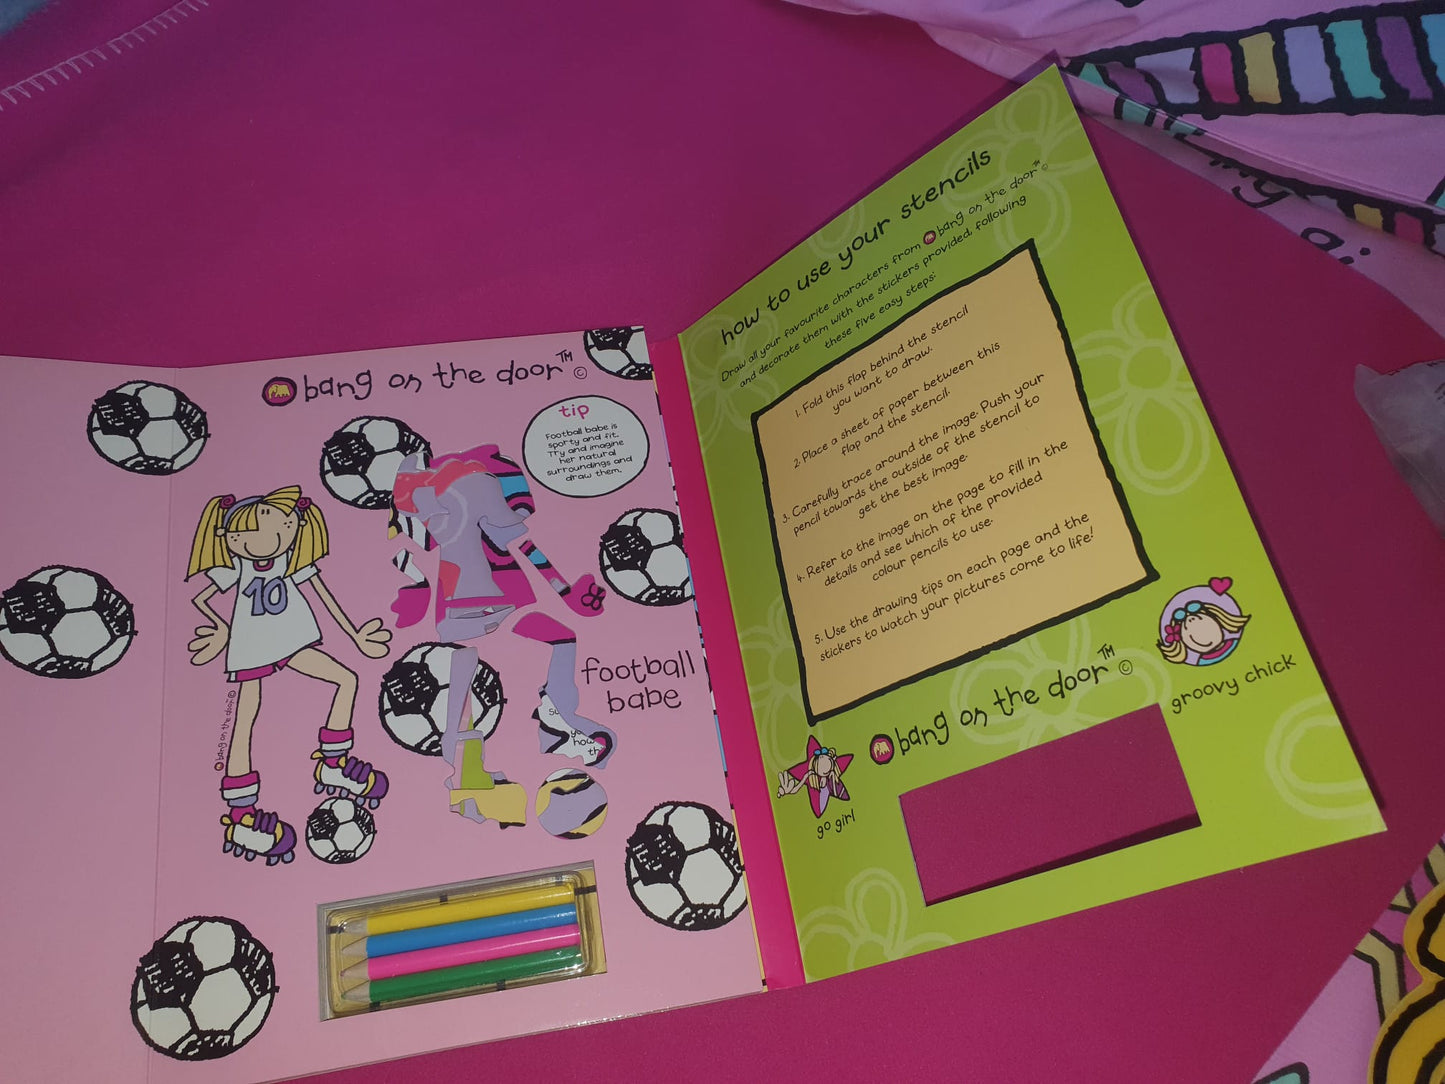 bang on the door™©
tip
Football babe is
sporty and fit.
Try and imagine
her natural
surroundings and
draw them.
10
bang on the door©
football
babe
how
how to use your stencils
Draw all your favourite characters from bang on the door™©
and decorate them with the stickers provided, following
these five easy steps:
1. Fold this flap behind the stencil
you want to draw.
2. Place a sheet of paper between this
flap and the stencil.
3. Carefully trace around the image. Push your
pencil towards the outside of the stencil to
get the best image.
4. Refer to the image on the page to fill in the
details and see which of the provided
colour pencils to use.
5. Use the drawing tips on each page and the
stickers to watch your pictures come to life!
bang on the door™©
groovy chick
go girl